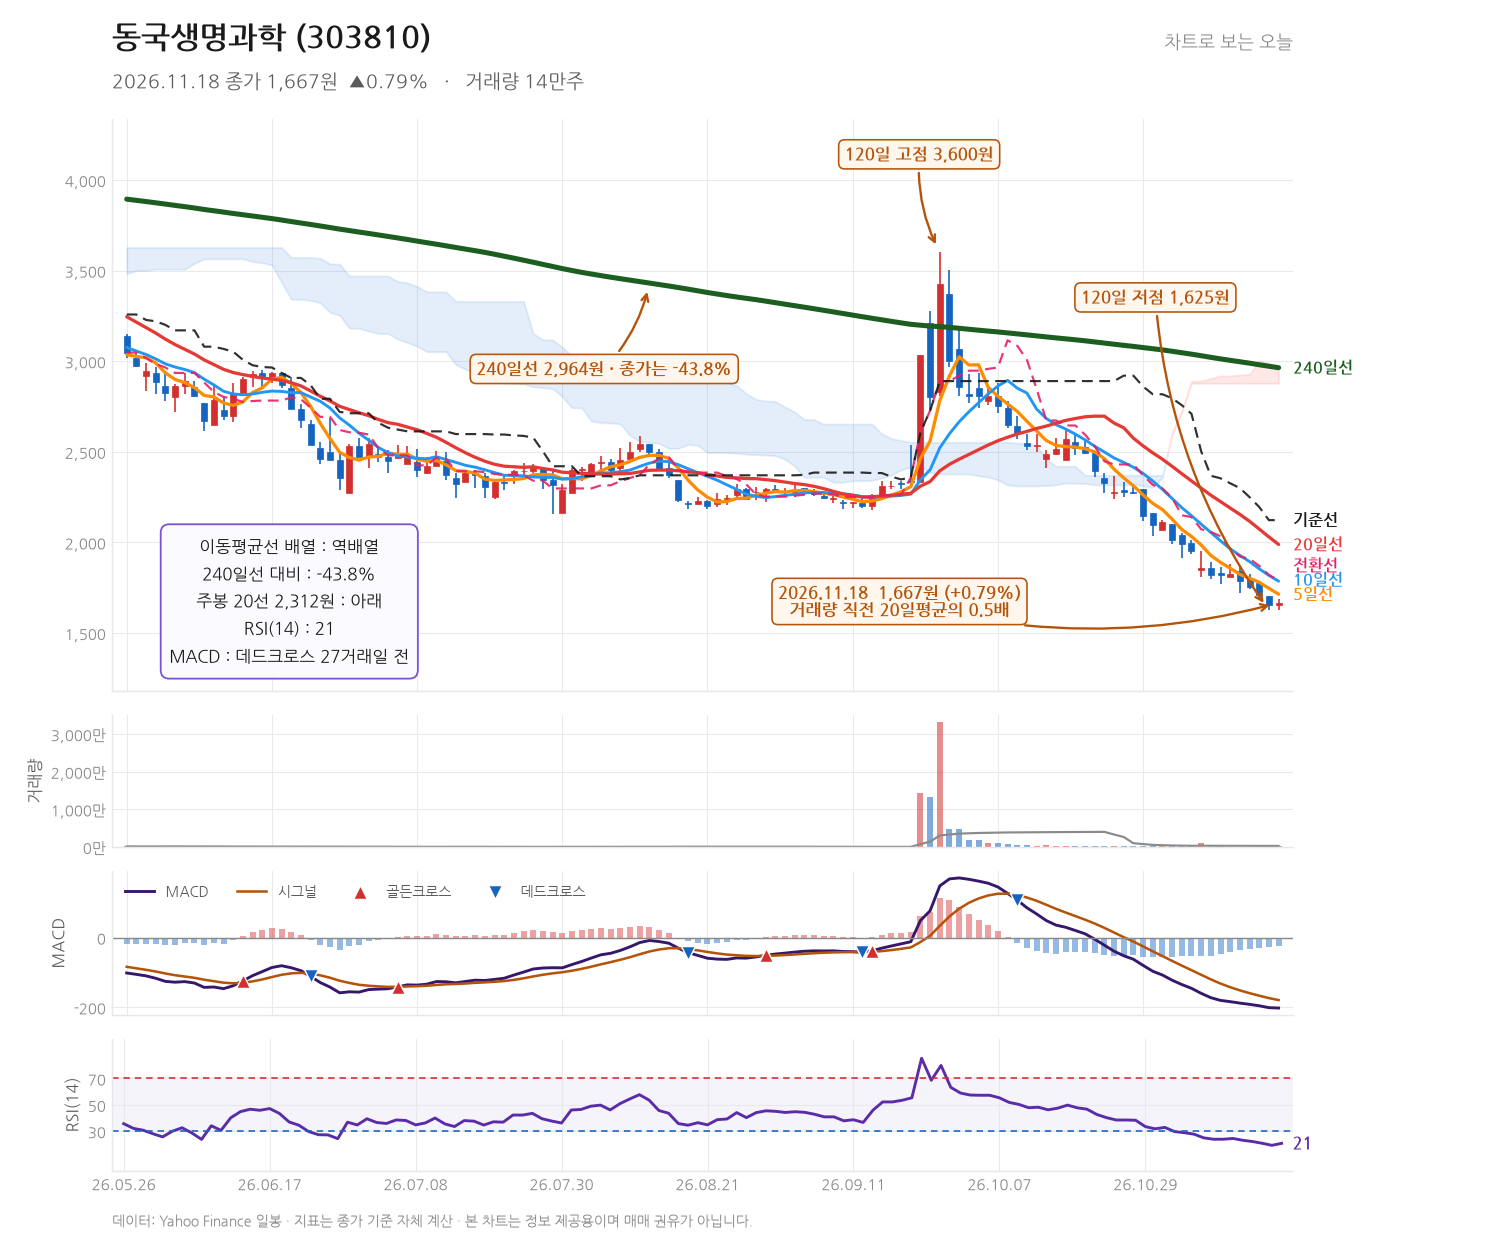 동국생명과학 (303810)
차트로 보는 오늘
2026.11.18 종가 1,667원 ▲0.79% · 거래량 14만주
120일 고점 3,600원
120일 저점 1,625원
240일선 2,964원 · 종가는 -43.8%
2026.11.18 1,667원 (+0.79%)
거래량 직전 20일평균의 0.5배
이동평균선 배열 : 역배열
240일선 대비 : -43.8%
주봉 20선 2,312원 : 아래
RSI(14) : 21
MACD : 데드크로스 27거래일 전
4,000
3,500
3,000
2,500
2,000
1,500
240일선
기준선
20일선
전환선
10일선
5일선
거래량
3,000만
2,000만
1,000만
0만
MACD
MACD
시그널
골든크로스
데드크로스
0
-200
RSI(14)
70
50
30
21
26.05.26
26.06.17
26.07.08
26.07.30
26.08.21
26.09.11
26.10.07
26.10.29
데이터: Yahoo Finance 일봉 · 지표는 종가 기준 자체 계산 · 본 차트는 정보 제공용이며 매매 권유가 아닙니다.